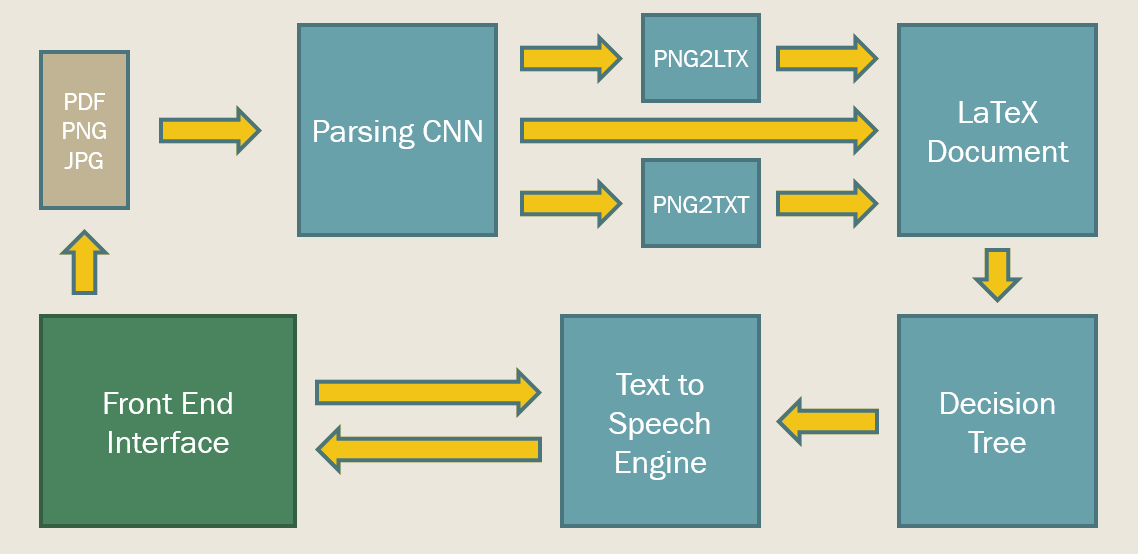 PDF
PNG
JPG
Parsing CNN
PNG2LTX
PNG2TXT
LaTeX
Document
Front End
Interface
Text to
Speech
Engine
Decision
Tree